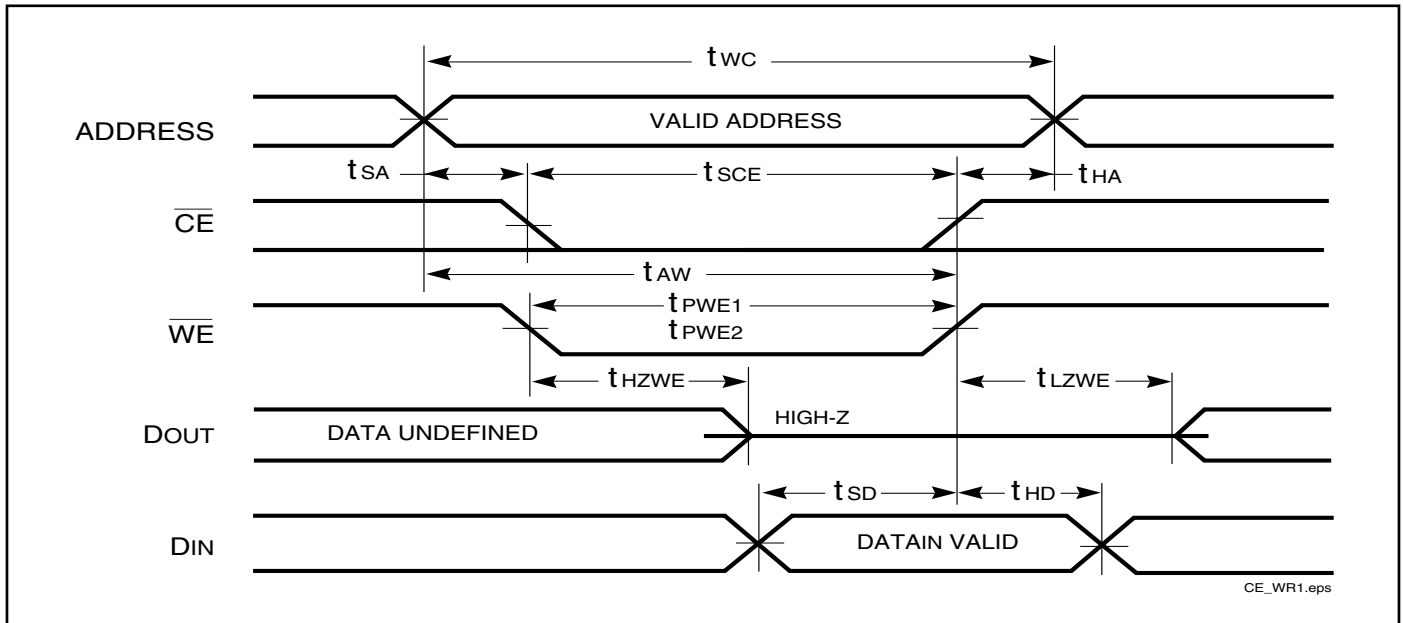 tWC
ADDRESS
VALID ADDRESS
tSA
tSCE
tHA
CE
tAW
WE
tPWE1
tPWE2
tHZWE
tLZWE
DOUT
DATA UNDEFINED
HIGH-Z
tSD
tHD
DIN
DATAIN VALID
CE_WR1.eps